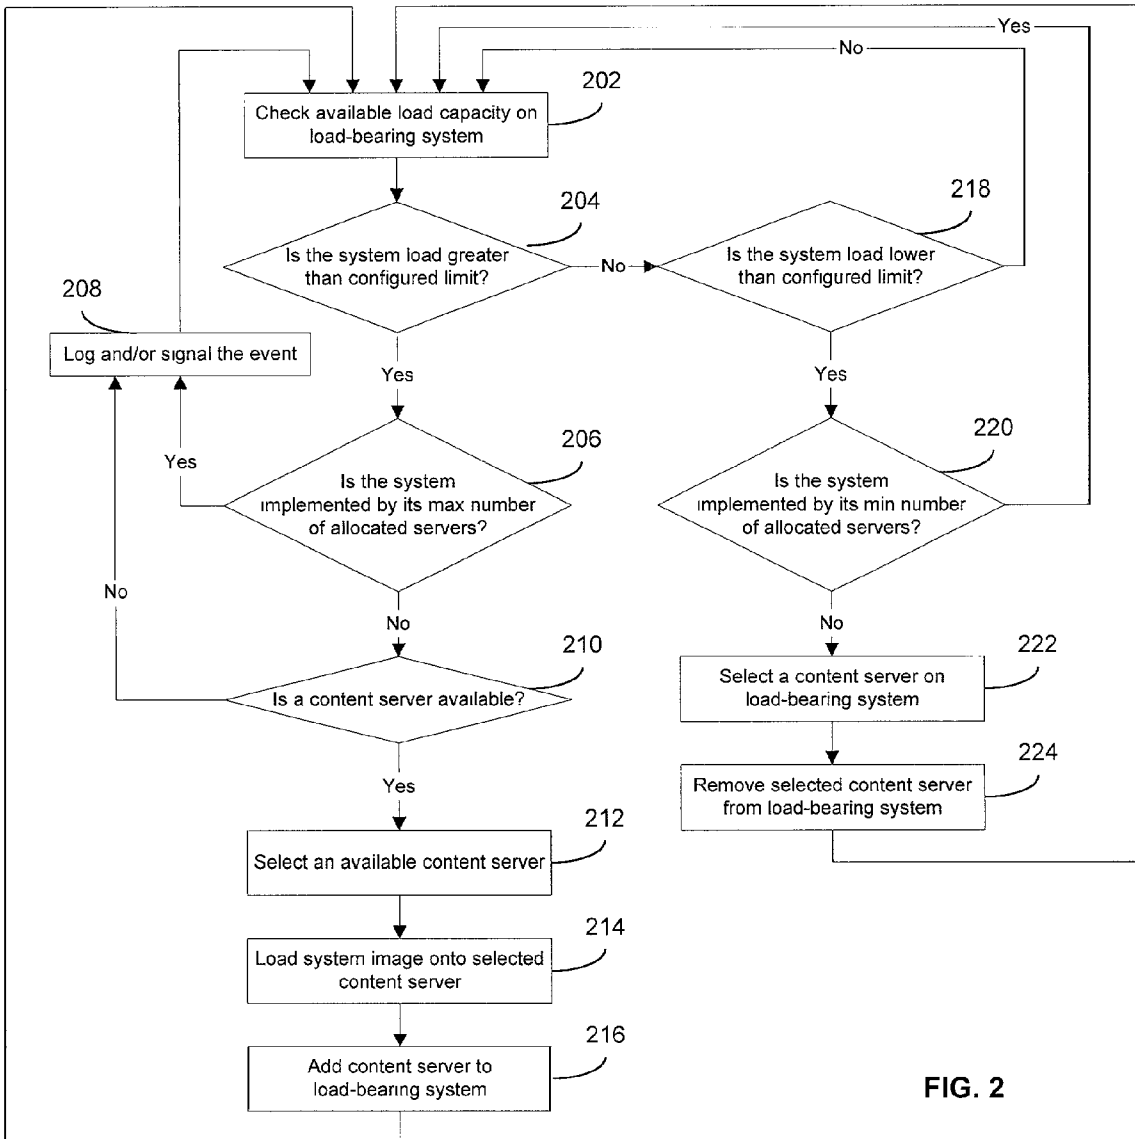 Yes
No
202
Check available load capacity on
load-bearing system
204
Is the system load greater
than configured limit?
No
218
Is the system load lower
than configured limit?
208
Log and/or signal the event
Yes
Yes
206
Is the system
implemented by its max number
of allocated servers?
Yes
220
Is the system
implemented by its min number
of allocated servers?
No
No
No
210
Is a content server available?
222
Select a content server on
load-bearing system
Yes
224
Remove selected content server
from load-bearing system
212
Select an available content server
214
Load system image onto selected
content server
216
Add content server to
load-bearing system
FIG. 2